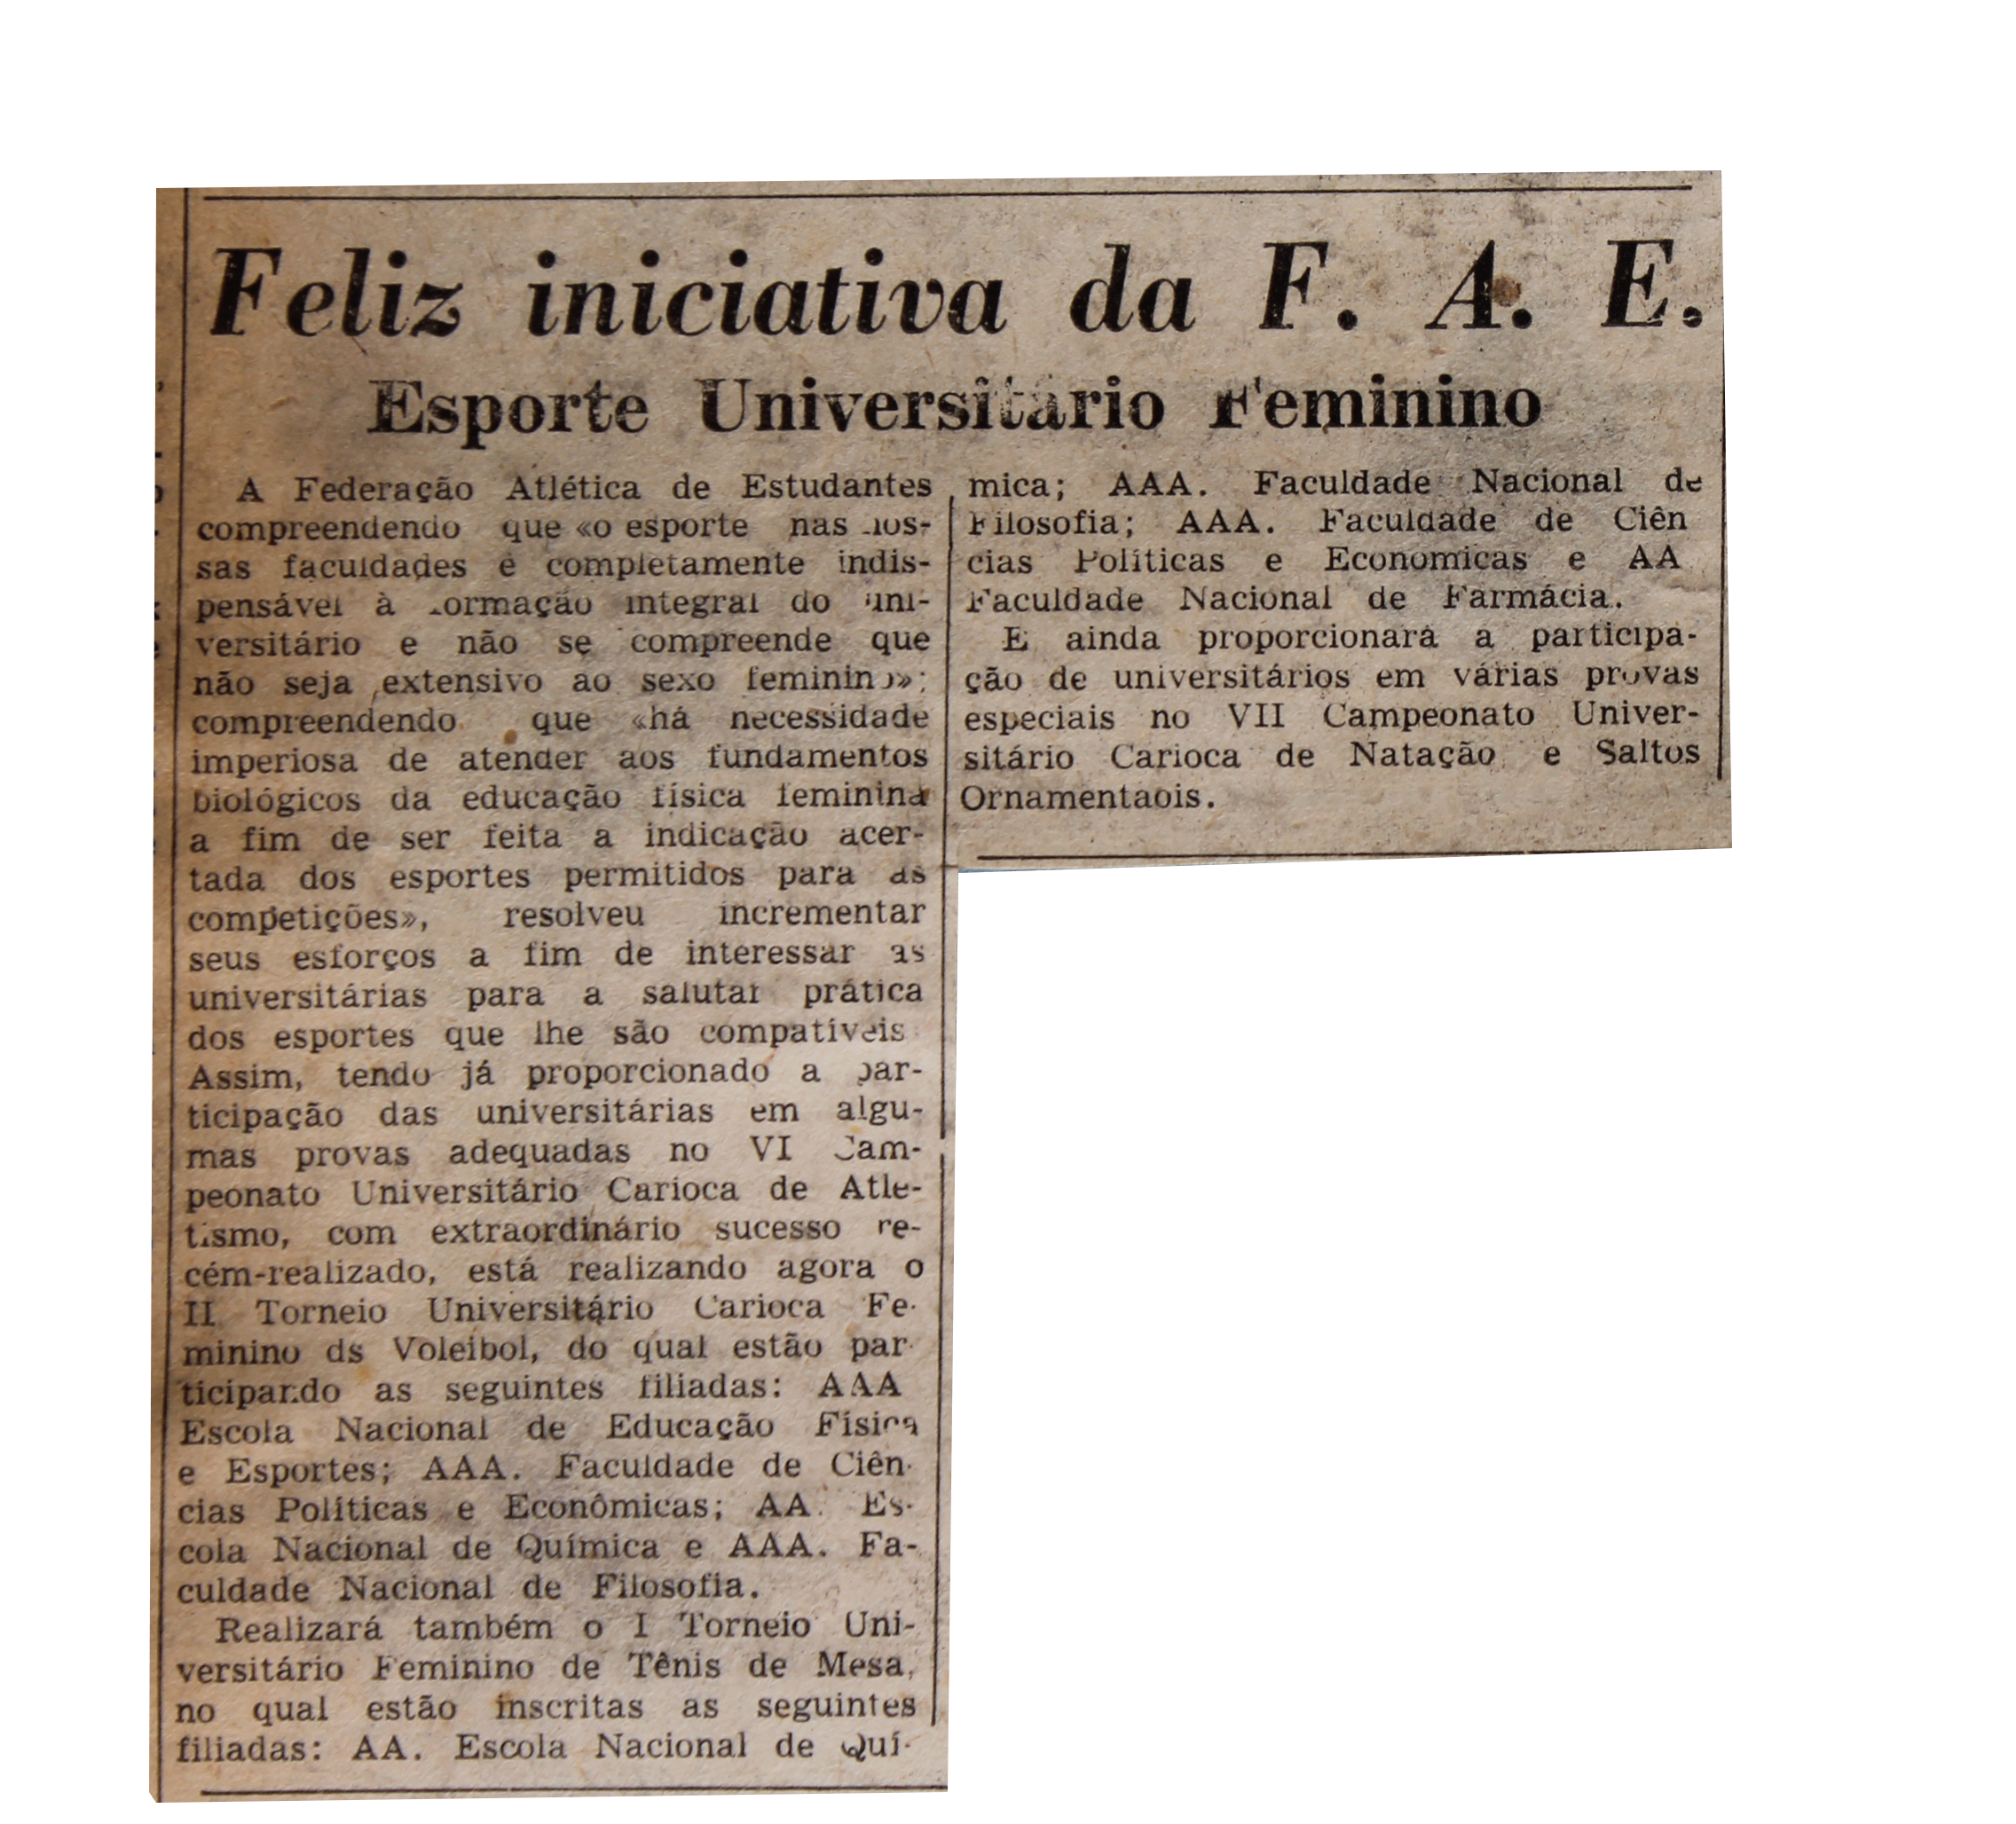 Feliz iniciativa da F. A. E.
Esporte Universitário Feminino
A Federação Atlética de Estudantes
compreendendo que «o esporte nas nos-
sas faculdades é completamente indis-
pensável à formação integral do uni-
versitário e não se compreende que
não seja extensivo ao sexo feminino»;
compreendendo que «há necessidade
imperiosa de atender aos fundamentos
biológicos da educação física feminina
a fim de ser feita a indicação acer-
tada dos esportes permitidos para as
competições», resolveu incrementar
seus esforços a fim de interessar as
universitárias para a salutar prática
dos esportes que lhe são compatíveis
Assim, tendo já proporcionado a par-
ticipação das universitárias em algu-
mas provas adequadas no VI Cam-
peonato Universitário Carioca de Atle-
tismo, com extraordinário sucesso re-
cém-realizado, está realizando agora o
II Torneio Universitário Carioca Fe-
minino ds Voleibol, do qual estão par-
ticipando as seguintes filiadas: AAA
Escola Nacional de Educação Física
e Esportes; AAA. Faculdade de Ciên-
cias Políticas e Econômicas; AA. Es-
cola Nacional de Química e AAA. Fa-
culdade Nacional de Filosofia.
Realizará também o I Torneio Uni-
versitário Feminino de Tênis de Mesa,
no qual estão inscritas as seguintes
filiadas: AA. Escola Nacional de Quí-
mica; AAA. Faculdade Nacional de
Filosofia; AAA. Faculdade de Ciên
cias Políticas e Economicas e AA
Faculdade Nacional de Farmácia.
E ainda proporcionará a participa-
ção de universitários em várias provas
especiais no VII Campeonato Univer-
sitário Carioca de Natação e Saltos
Ornamentaois.